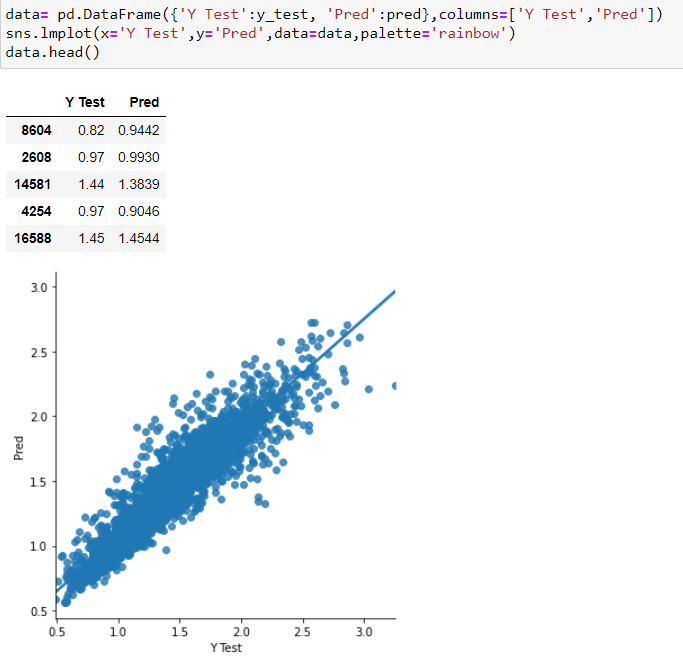 data= pd.DataFrame({'Y Test':y_test, 'Pred':pred},columns=['Y Test','Pred'])
sns.lmplot(x='Y Test',y='Pred',data=data,palette='rainbow')
data.head()
Y Test Pred
8604 0.82 0.9442
2608 0.97 0.9930
14581 1.44 1.3839
4254 0.97 0.9046
16588 1.45 1.4544
3.0
2.5
2.0
Pred
1.5
1.0
0.5
0.5 1.0 1.5 2.0 2.5 3.0
Y Test